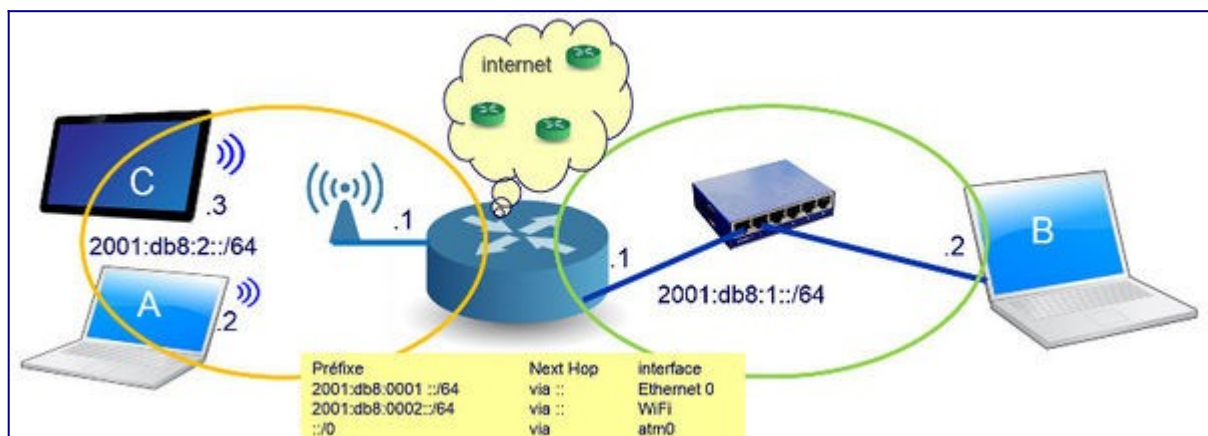 internet
C
.3
2001:db8:2::/64
A
.2
.1
.1
2001:db8:1::/64
.2
B
Préfixe Next Hop interface
2001:db8:0001 ::/64 via :: Ethernet 0
2001:db8:0002::/64 via :: WiFi
::/0 via atm0